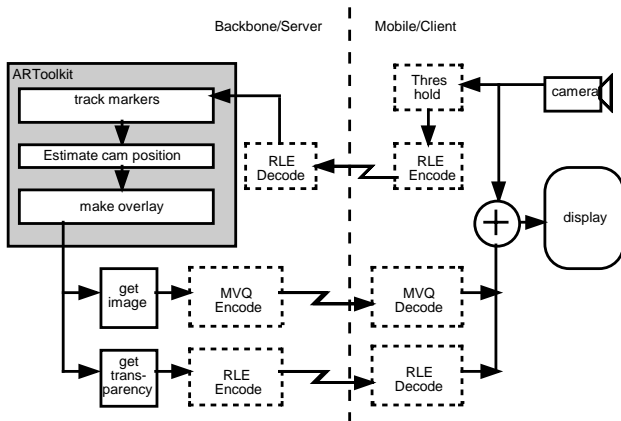 Backbone/Server
Mobile/Client
ARToolkit
track markers
Estimate cam position
make overlay
RLE
Decode
Thres
hold
RLE
Encode
camera
display
get
image
MVQ
Encode
MVQ
Decode
get
trans-
parency
RLE
Encode
RLE
Decode